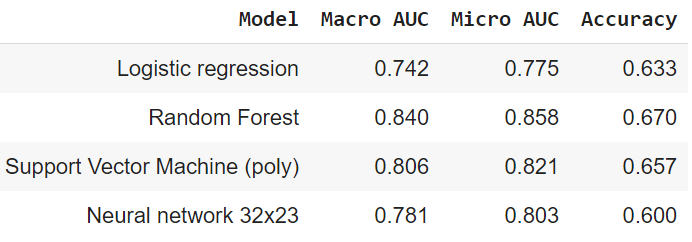 Model Macro AUC Micro AUC Accuracy
Logistic regression 0.742 0.775 0.633
Random Forest 0.840 0.858 0.670
Support Vector Machine (poly) 0.806 0.821 0.657
Neural network 32x23 0.781 0.803 0.600